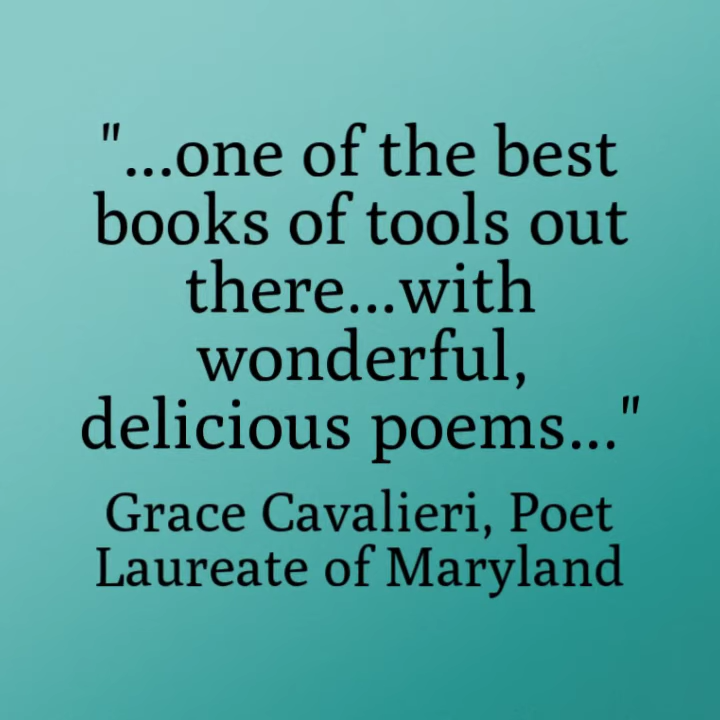 "...one of the best
books of tools out
there...with
wonderful,
delicious poems..."
Grace Cavalieri, Poet
Laureate of Maryland